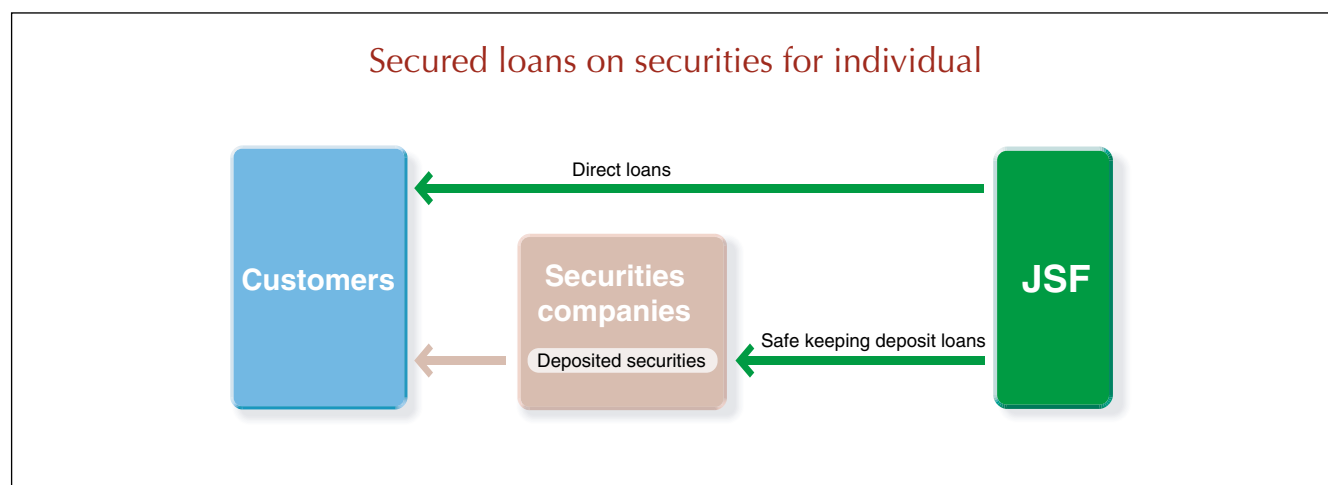 Secured loans on securities for individual
Direct loans
Customers
Securities
companies
JSF
Safe keeping deposit loans
Deposited securities